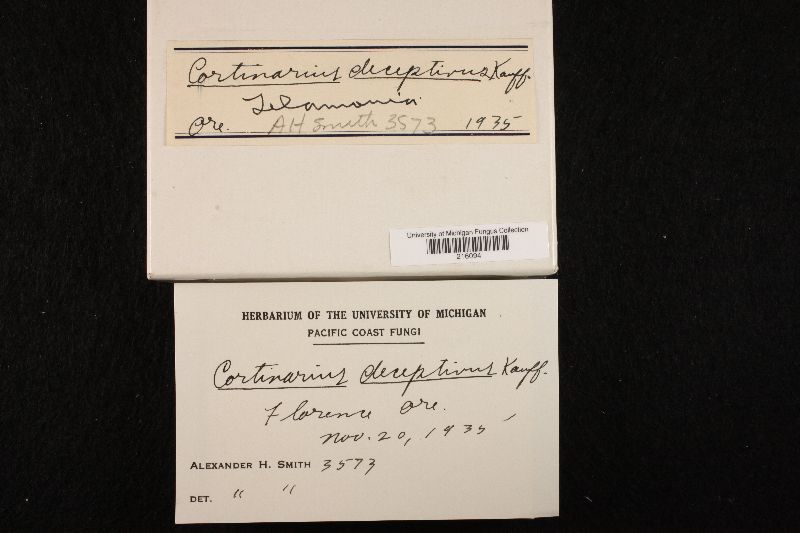 Cortinarius deceptivus Kauff.
Telamonia
Ore. AH Smith 3573 1935
University of Michigan Fungus Collection
216094
HERBARIUM OF THE UNIVERSITY OF MICHIGAN
PACIFIC COAST FUNGI
Cortinarius deceptivus Kauff.
Florence Ore.
Nov. 20, 1935
ALEXANDER H. SMITH 3573
DET. " "